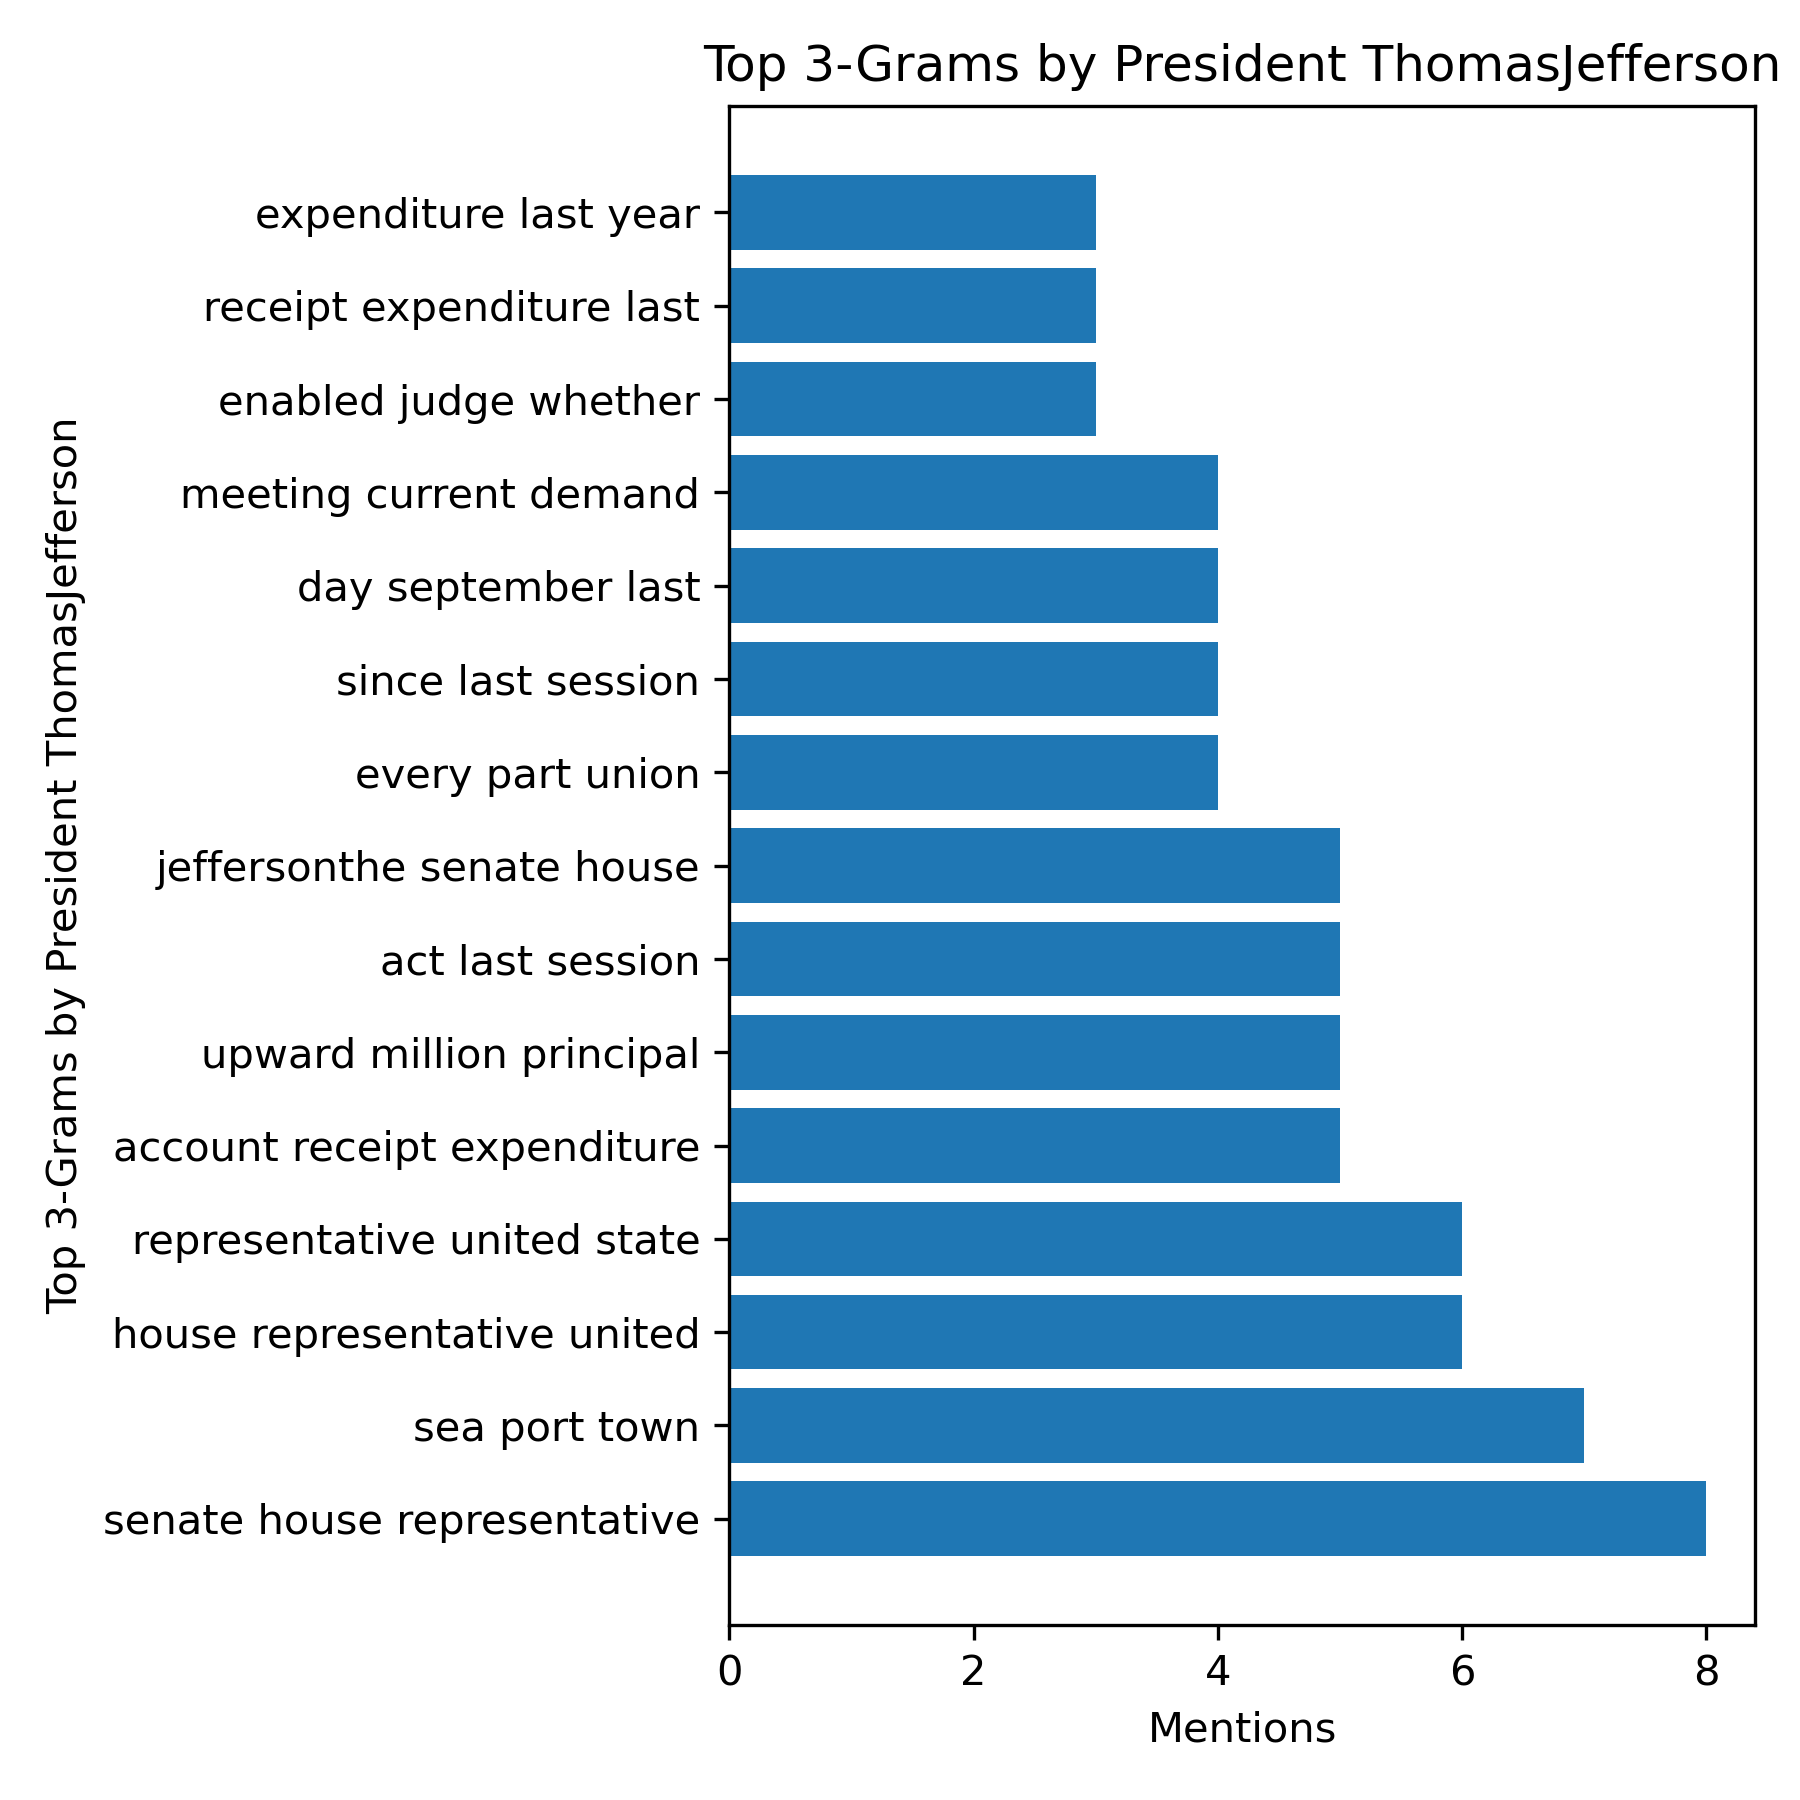 Top 3-Grams by President ThomasJefferson
Top 3-Grams by President ThomasJefferson
expenditure last year
receipt expenditure last
enabled judge whether
meeting current demand
day september last
since last session
every part union
jeffersonthe senate house
act last session
upward million principal
account receipt expenditure
representative united state
house representative united
sea port town
senate house representative
0 2 4 6 8
Mentions